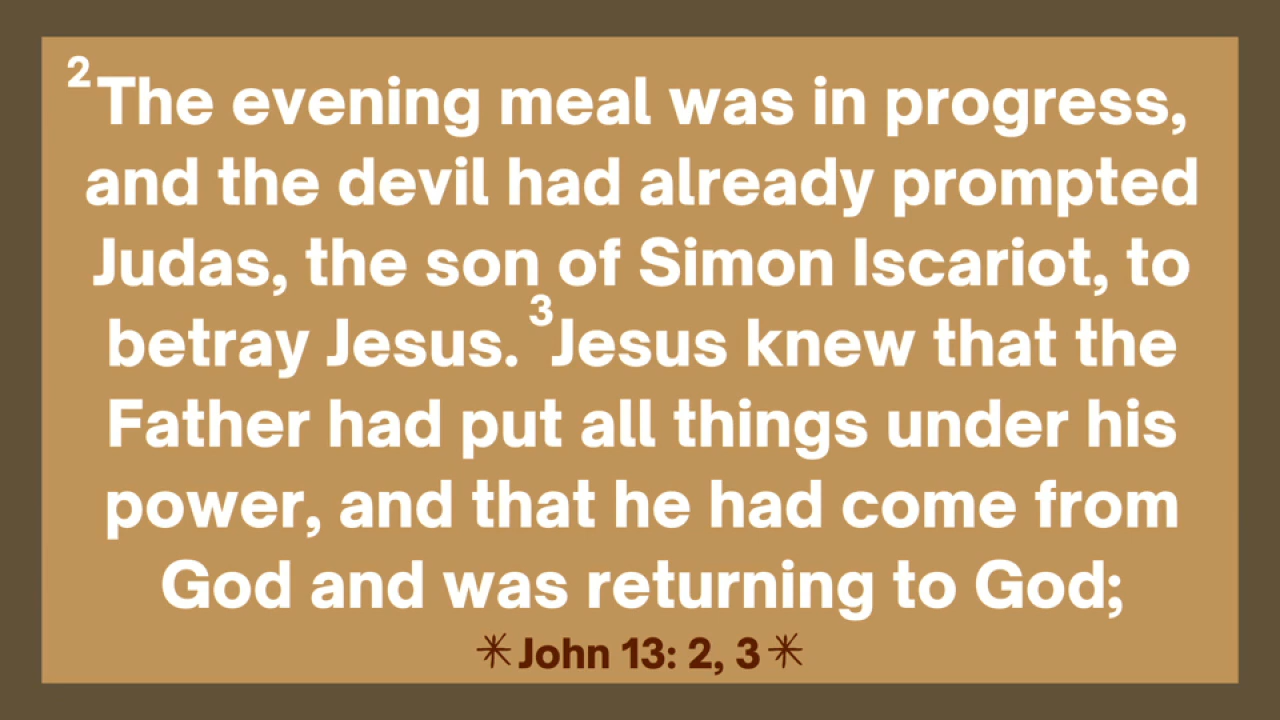 ²The evening meal was in progress,
and the devil had already prompted
Judas, the son of Simon Iscariot, to
betray Jesus. ³Jesus knew that the
Father had put all things under his
power, and that he had come from
God and was returning to God;
John 13: 2, 3